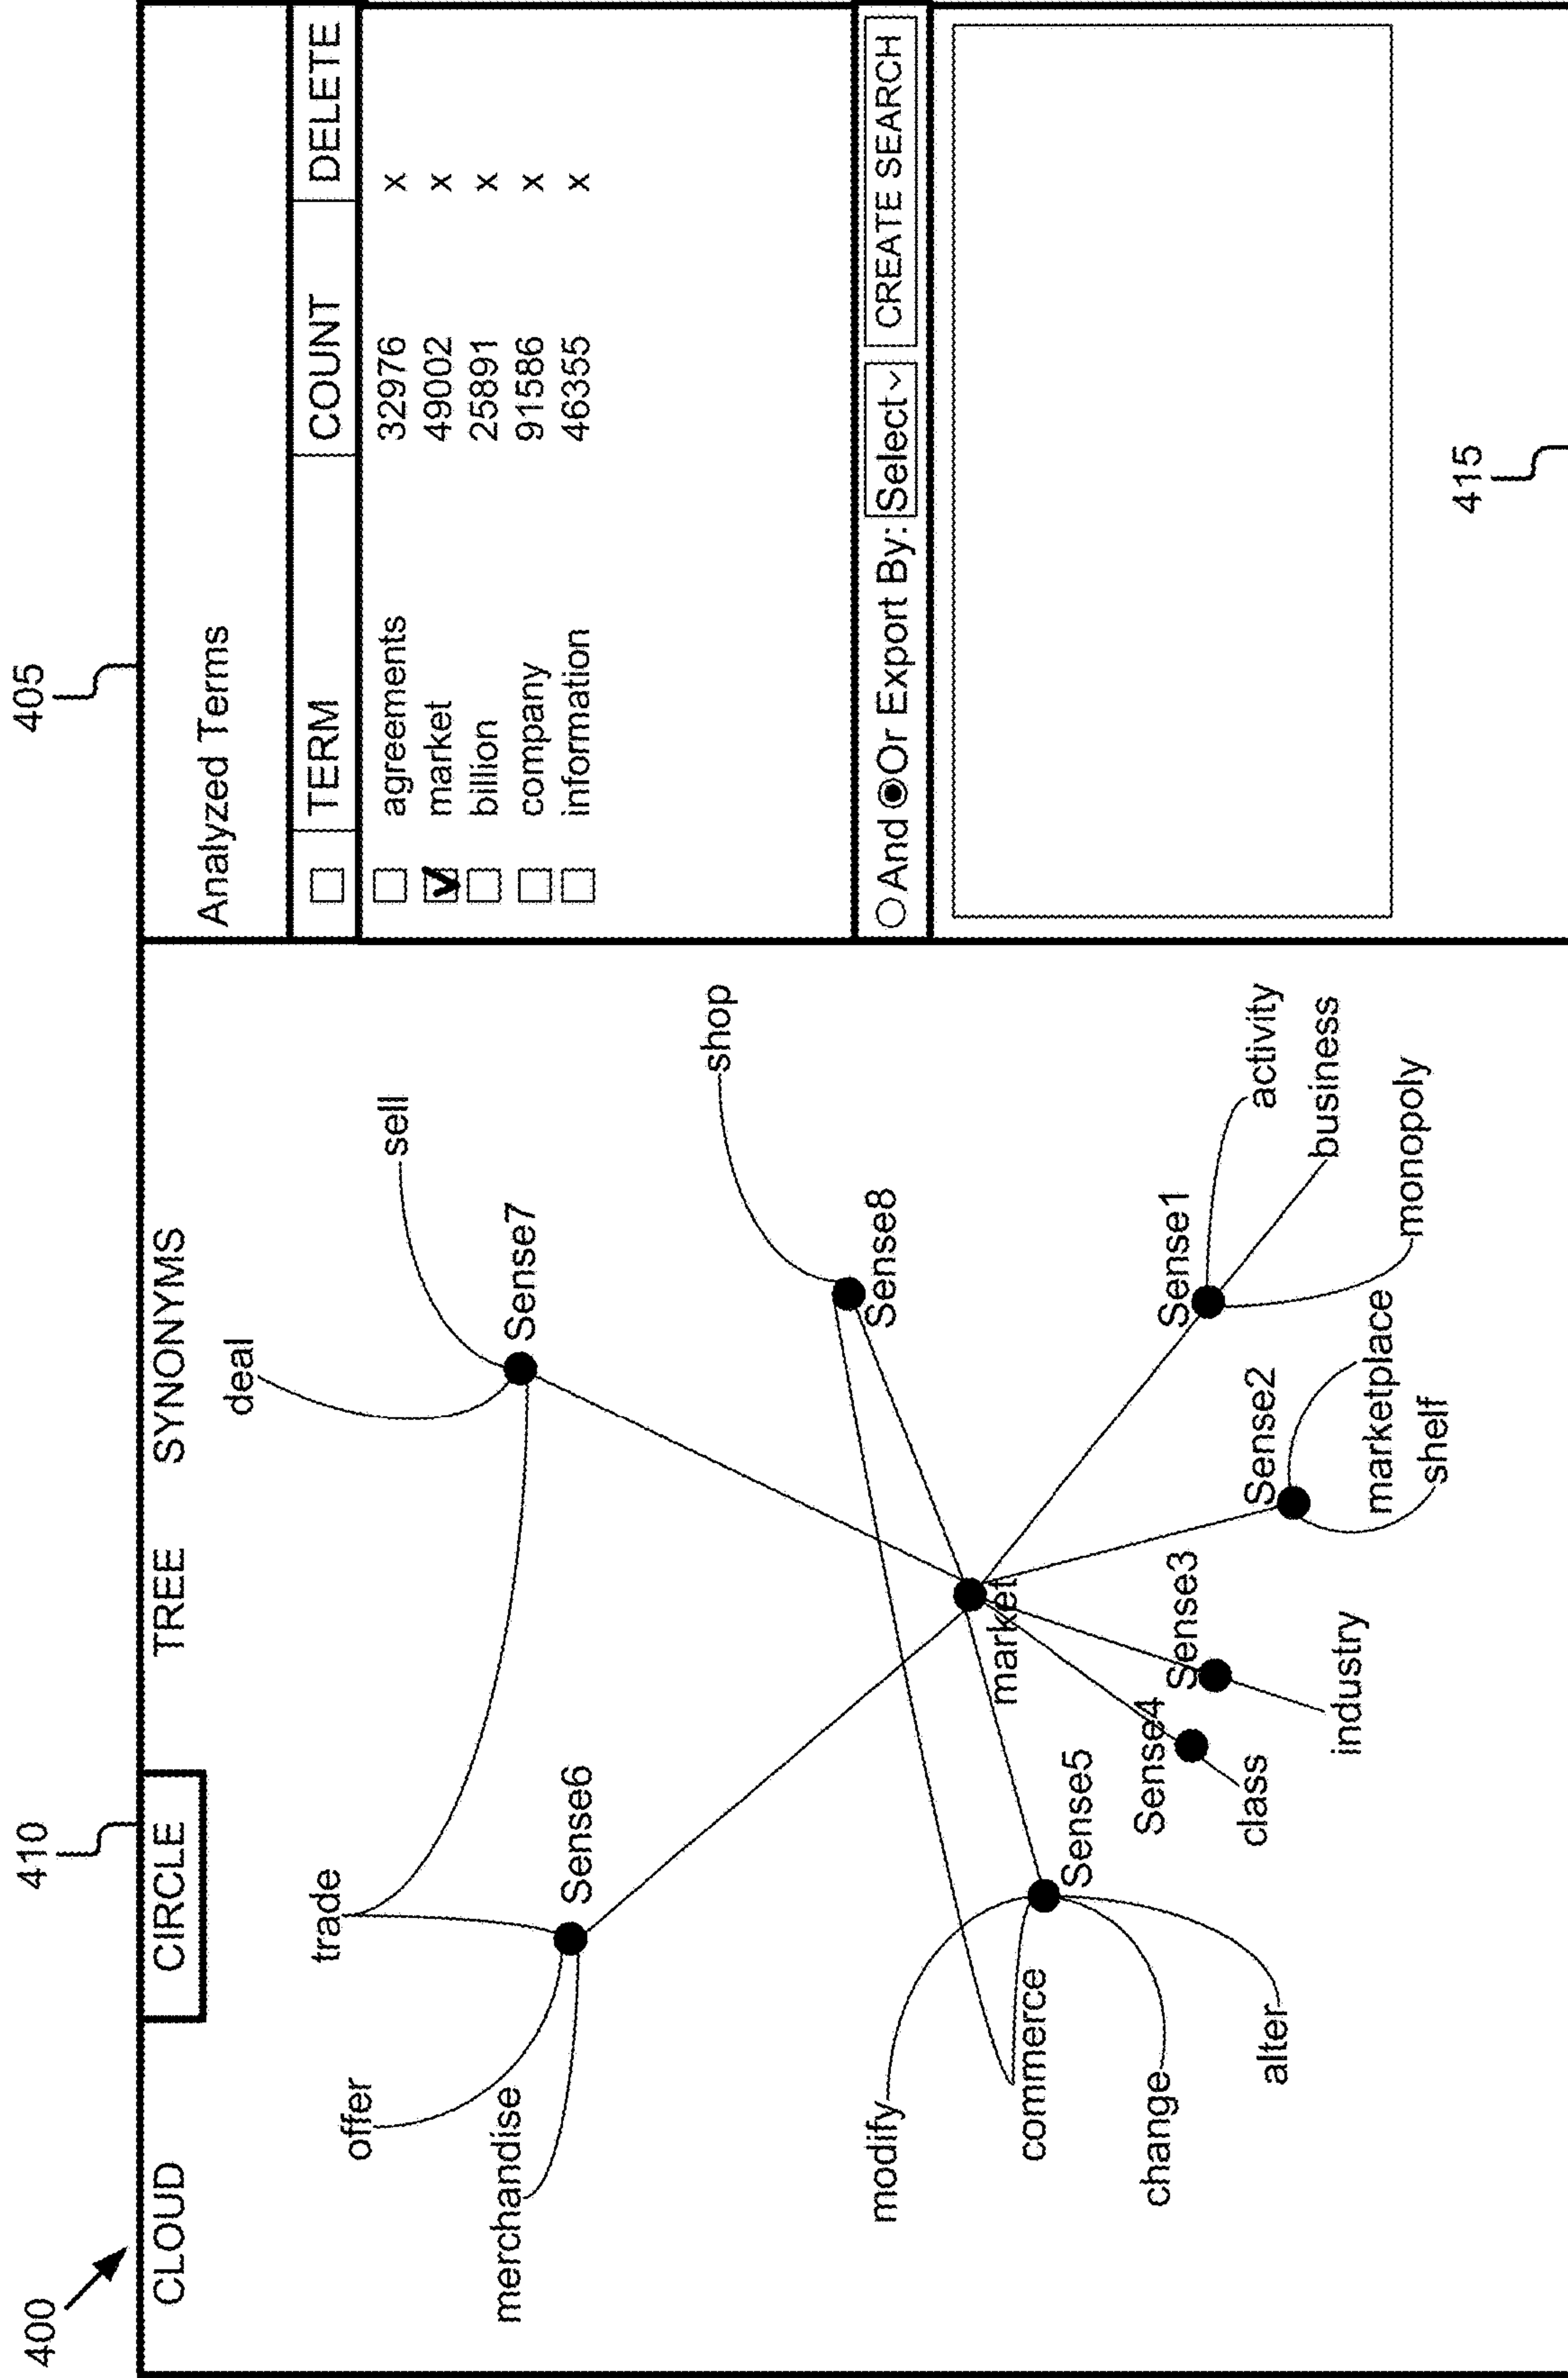 400
410
405
CLOUD
CIRCLE
TREE
SYNONYMS
trade
deal
offer
sell
merchandise
Sense6
Sense7
shop
modify
Sense8
market
commerce
Sense5
change
alter
Sense4
class
Sense3
industry
Sense2
marketplace
shelf
Sense1
activity
business
monopoly
Analyzed Terms
TERM COUNT DELETE
agreements 32976 x
market 49002 x
billion 25891 x
company 91586 x
information 46355 x
And Or Export By: Select CREATE SEARCH
415